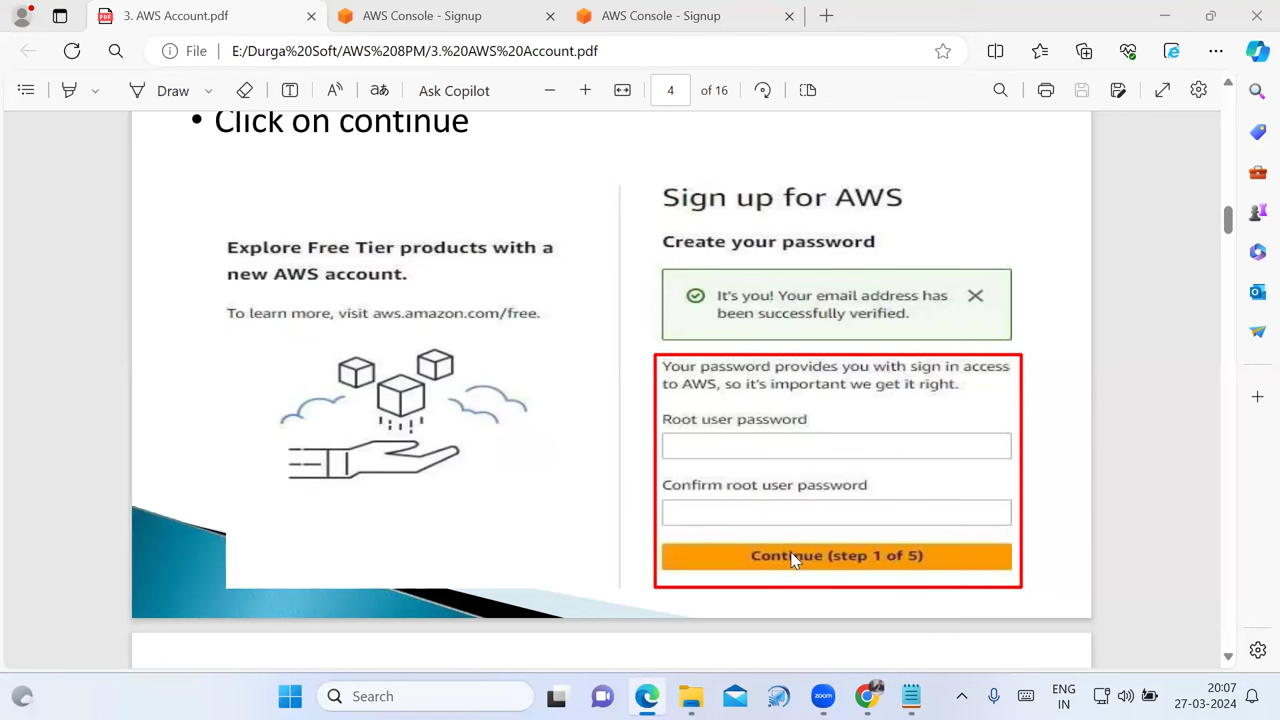 3. AWS Account.pdf
AWS Console - Signup
AWS Console - Signup
File
E:/Durga%20Soft/AWS%208PM/3.%20AWS%20Account.pdf
Draw
aあ
Ask Copilot
4 of 16
• Click on continue
Explore Free Tier products with a
new AWS account.
To learn more, visit aws.amazon.com/free.
Sign up for AWS
Create your password
It's you! Your email address has
been successfully verified.
Your password provides you with sign in access
to AWS, so it's important we get it right.
Root user password
Confirm root user password
Continue (step 1 of 5)
Search
zoom
ENG
IN
20:07
27-03-2024